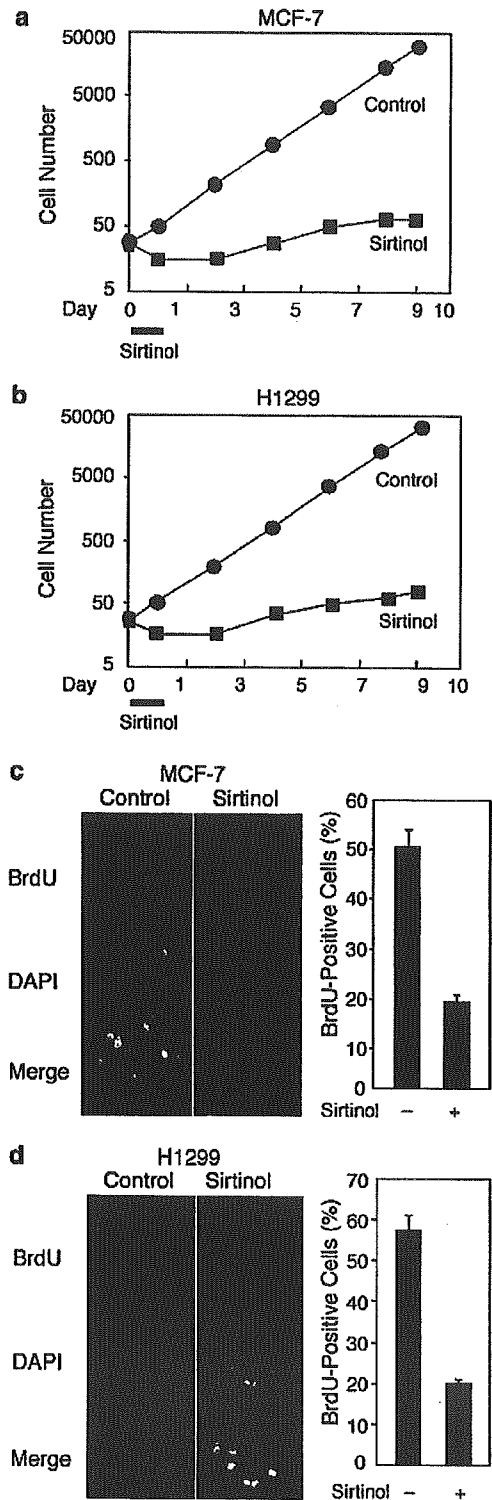 a
MCF-7
50000
5000
500
50
5
Cell Number
Control
Sirtinol
Day 0 1 3 5 7 9 10
Sirtinol
b
H1299
50000
5000
500
50
5
Cell Number
Control
Sirtinol
Day 0 1 3 5 7 9 10
Sirtinol
c
MCF-7
Control Sirtinol
BrdU
DAPI
Merge
BrdU-Positive Cells (%)
60
50
40
30
20
10
0
Sirtinol − +
d
H1299
Control Sirtinol
BrdU
DAPI
Merge
BrdU-Positive Cells (%)
70
60
50
40
30
20
10
0
Sirtinol − +